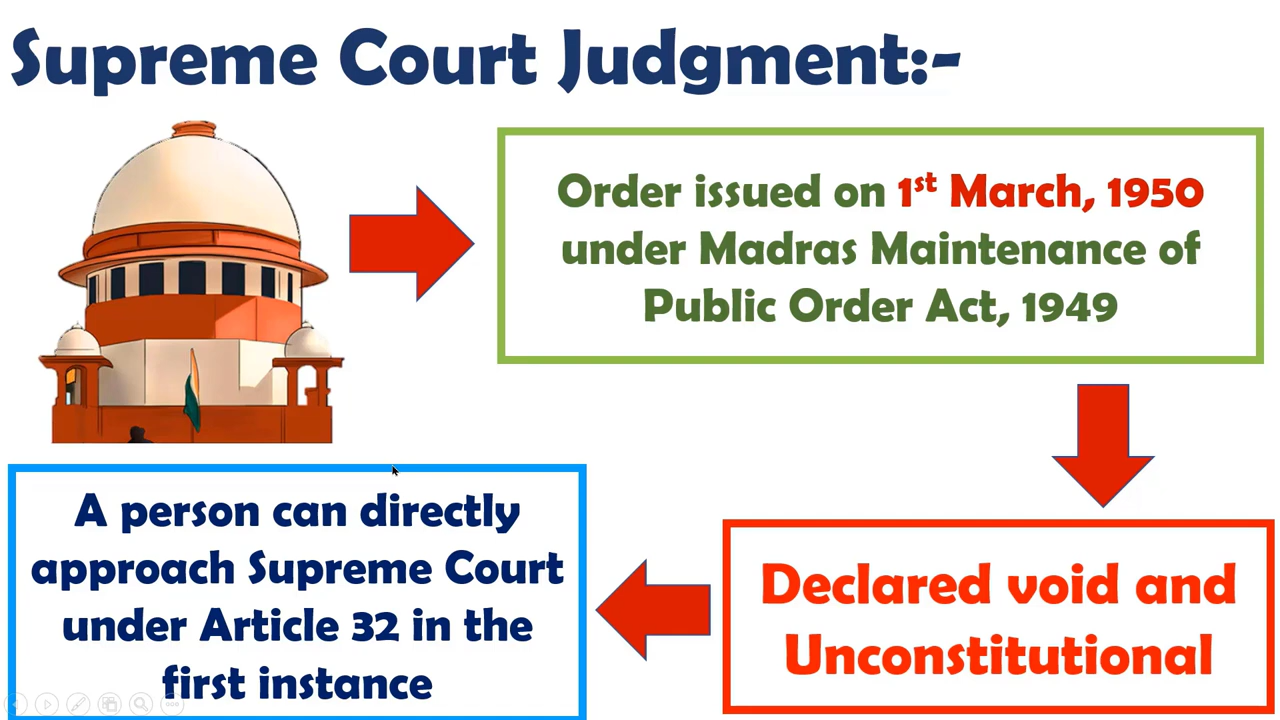 Supreme Court Judgment:-
Order issued on 1st March, 1950
under Madras Maintenance of
Public Order Act, 1949
Declared void and
Unconstitutional
A person can directly
approach Supreme Court
under Article 32 in the
first instance